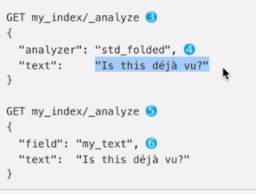 GET my_index/_analyze 3
{
"analyzer": "std_folded", 4
"text": "Is this déjà vu?"
}
GET my_index/_analyze 5
{
"field": "my_text", 6
"text": "Is this déjà vu?"
}